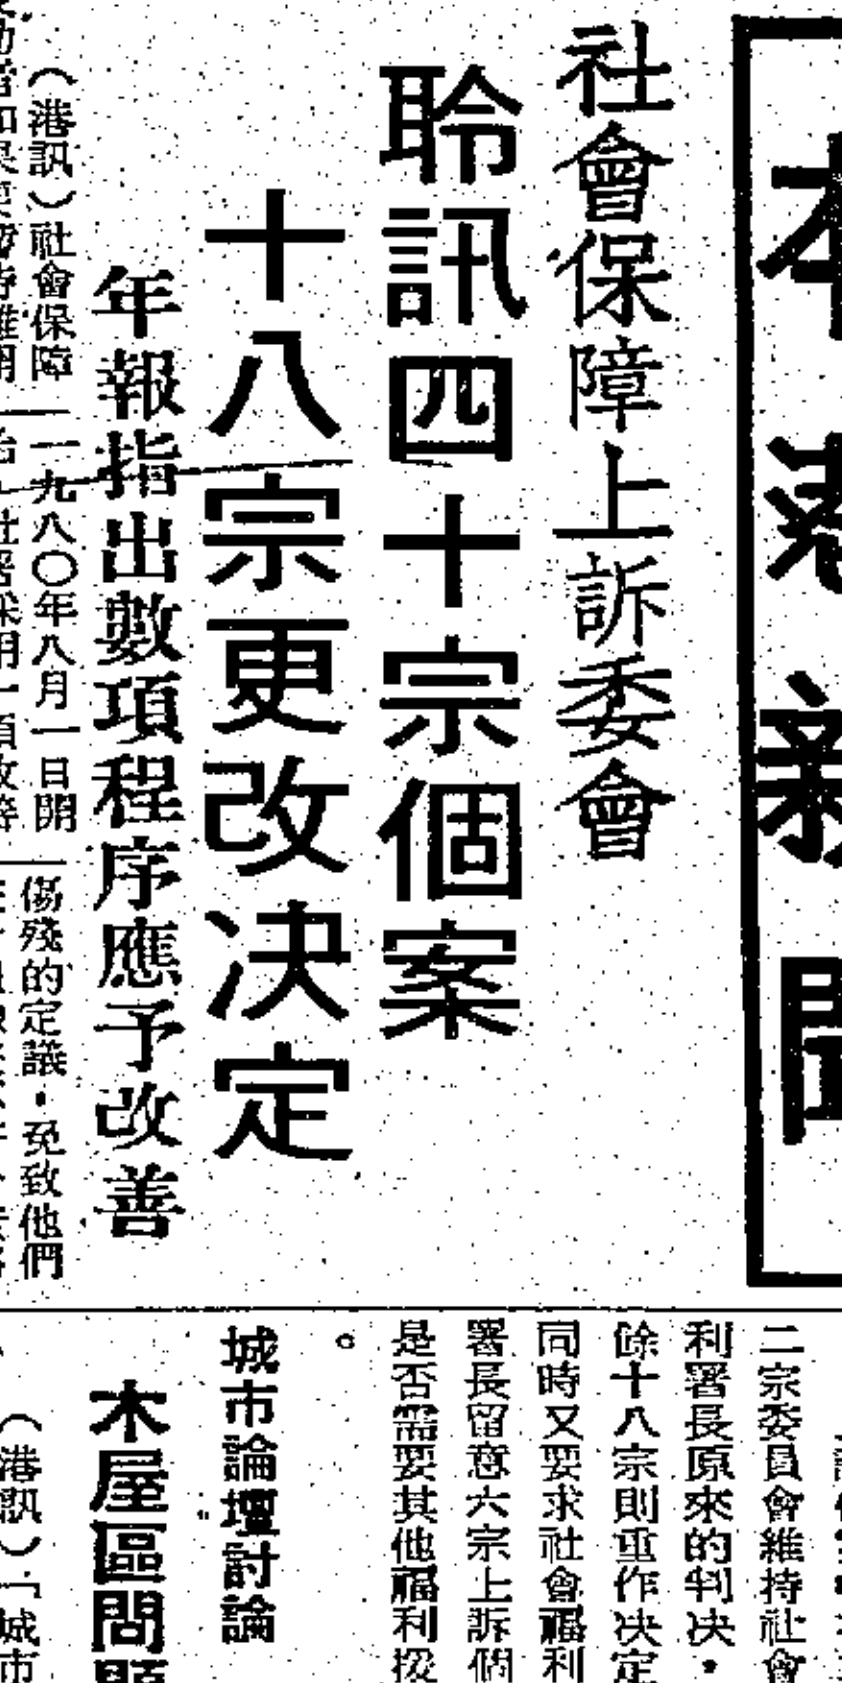 本港新聞
社會保障上訴委會
聆訊四十宗個案
十八宗更改决定
年報指出數項程序應予改善
（港訊）社會保障
一九八〇年八月一日開
傷殘的定議，免致他們
二宗委員會維持社會
利署長原來的判决，
餘十八宗則重作决定
同時又要求社會福利
署長留意六宗上訴個
是否需要其他福利
。
城市論壇討論
木屋區問題
（港訊）「城市